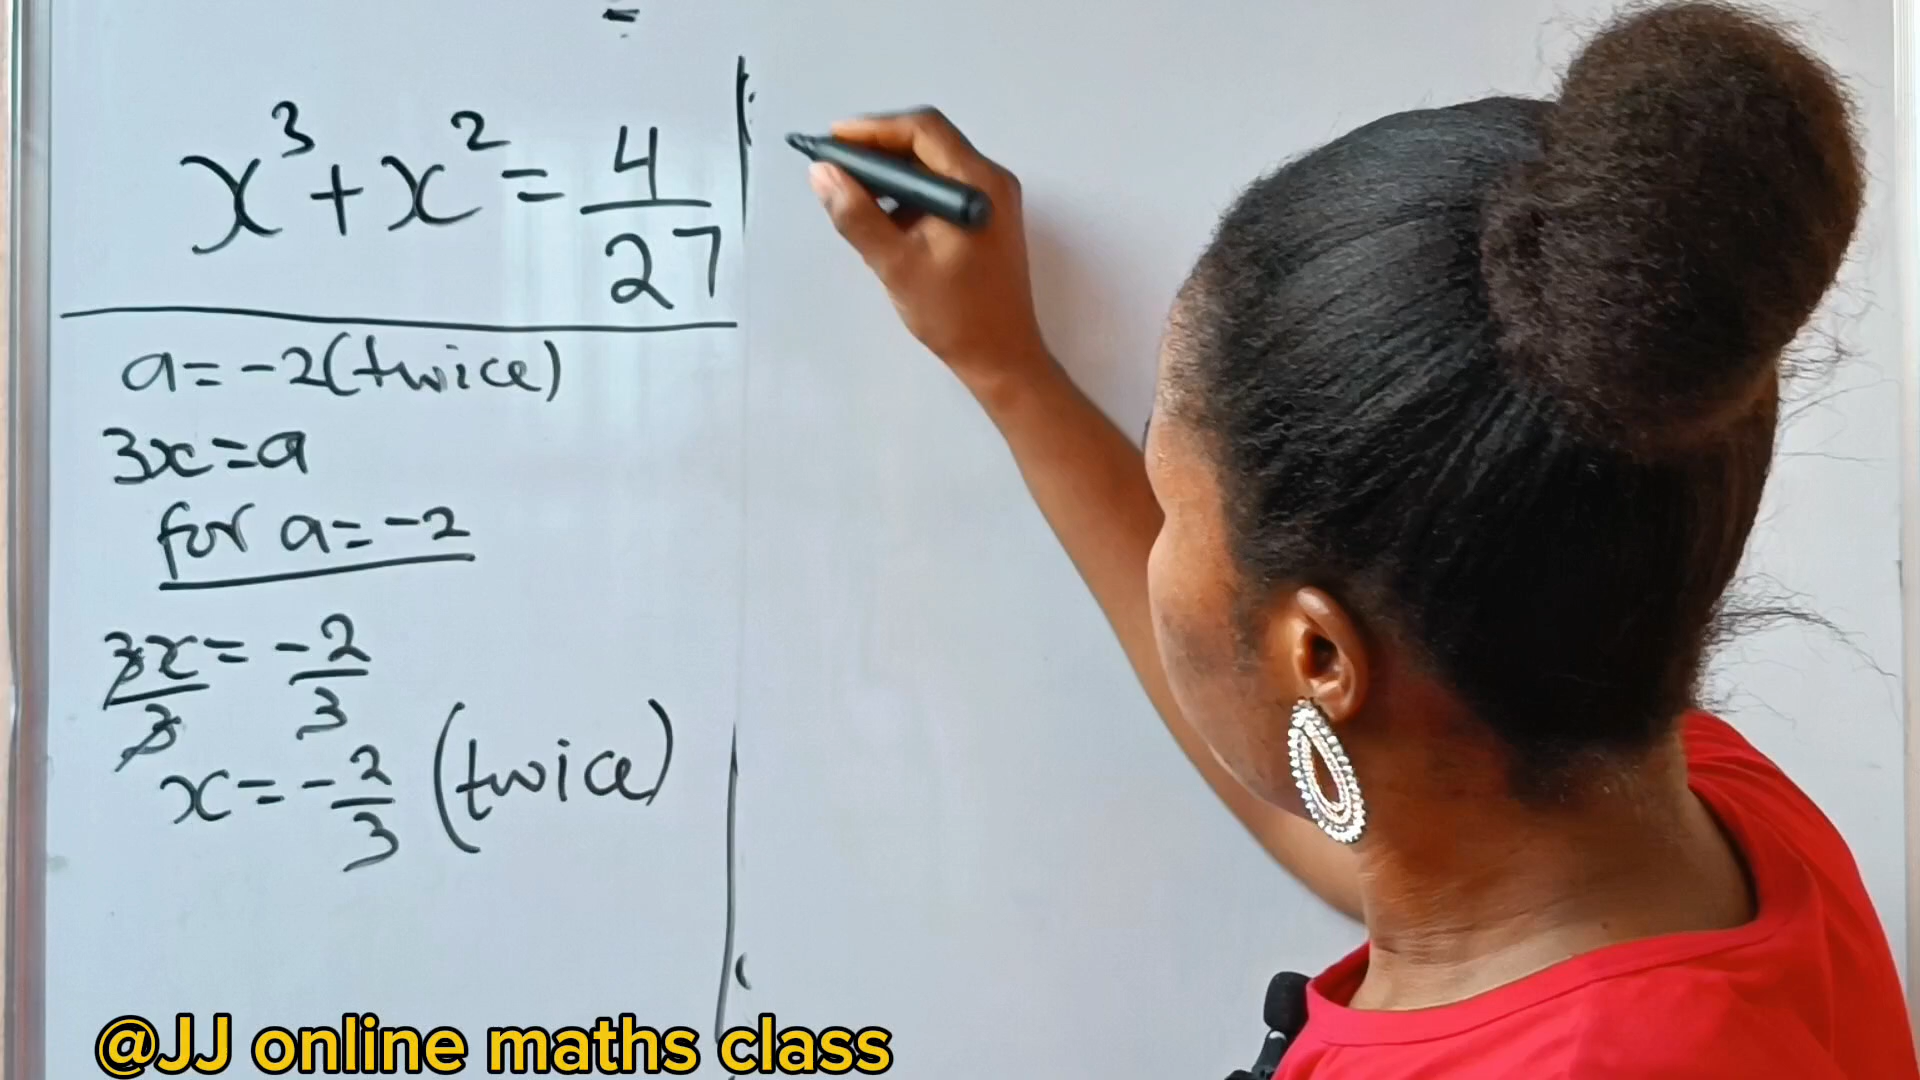 x³+x²=4/27
a=-2(twice)
3x=a
for a=-2
3x/3=-2/3
x=-2/3 (twice)
@JJ online maths class